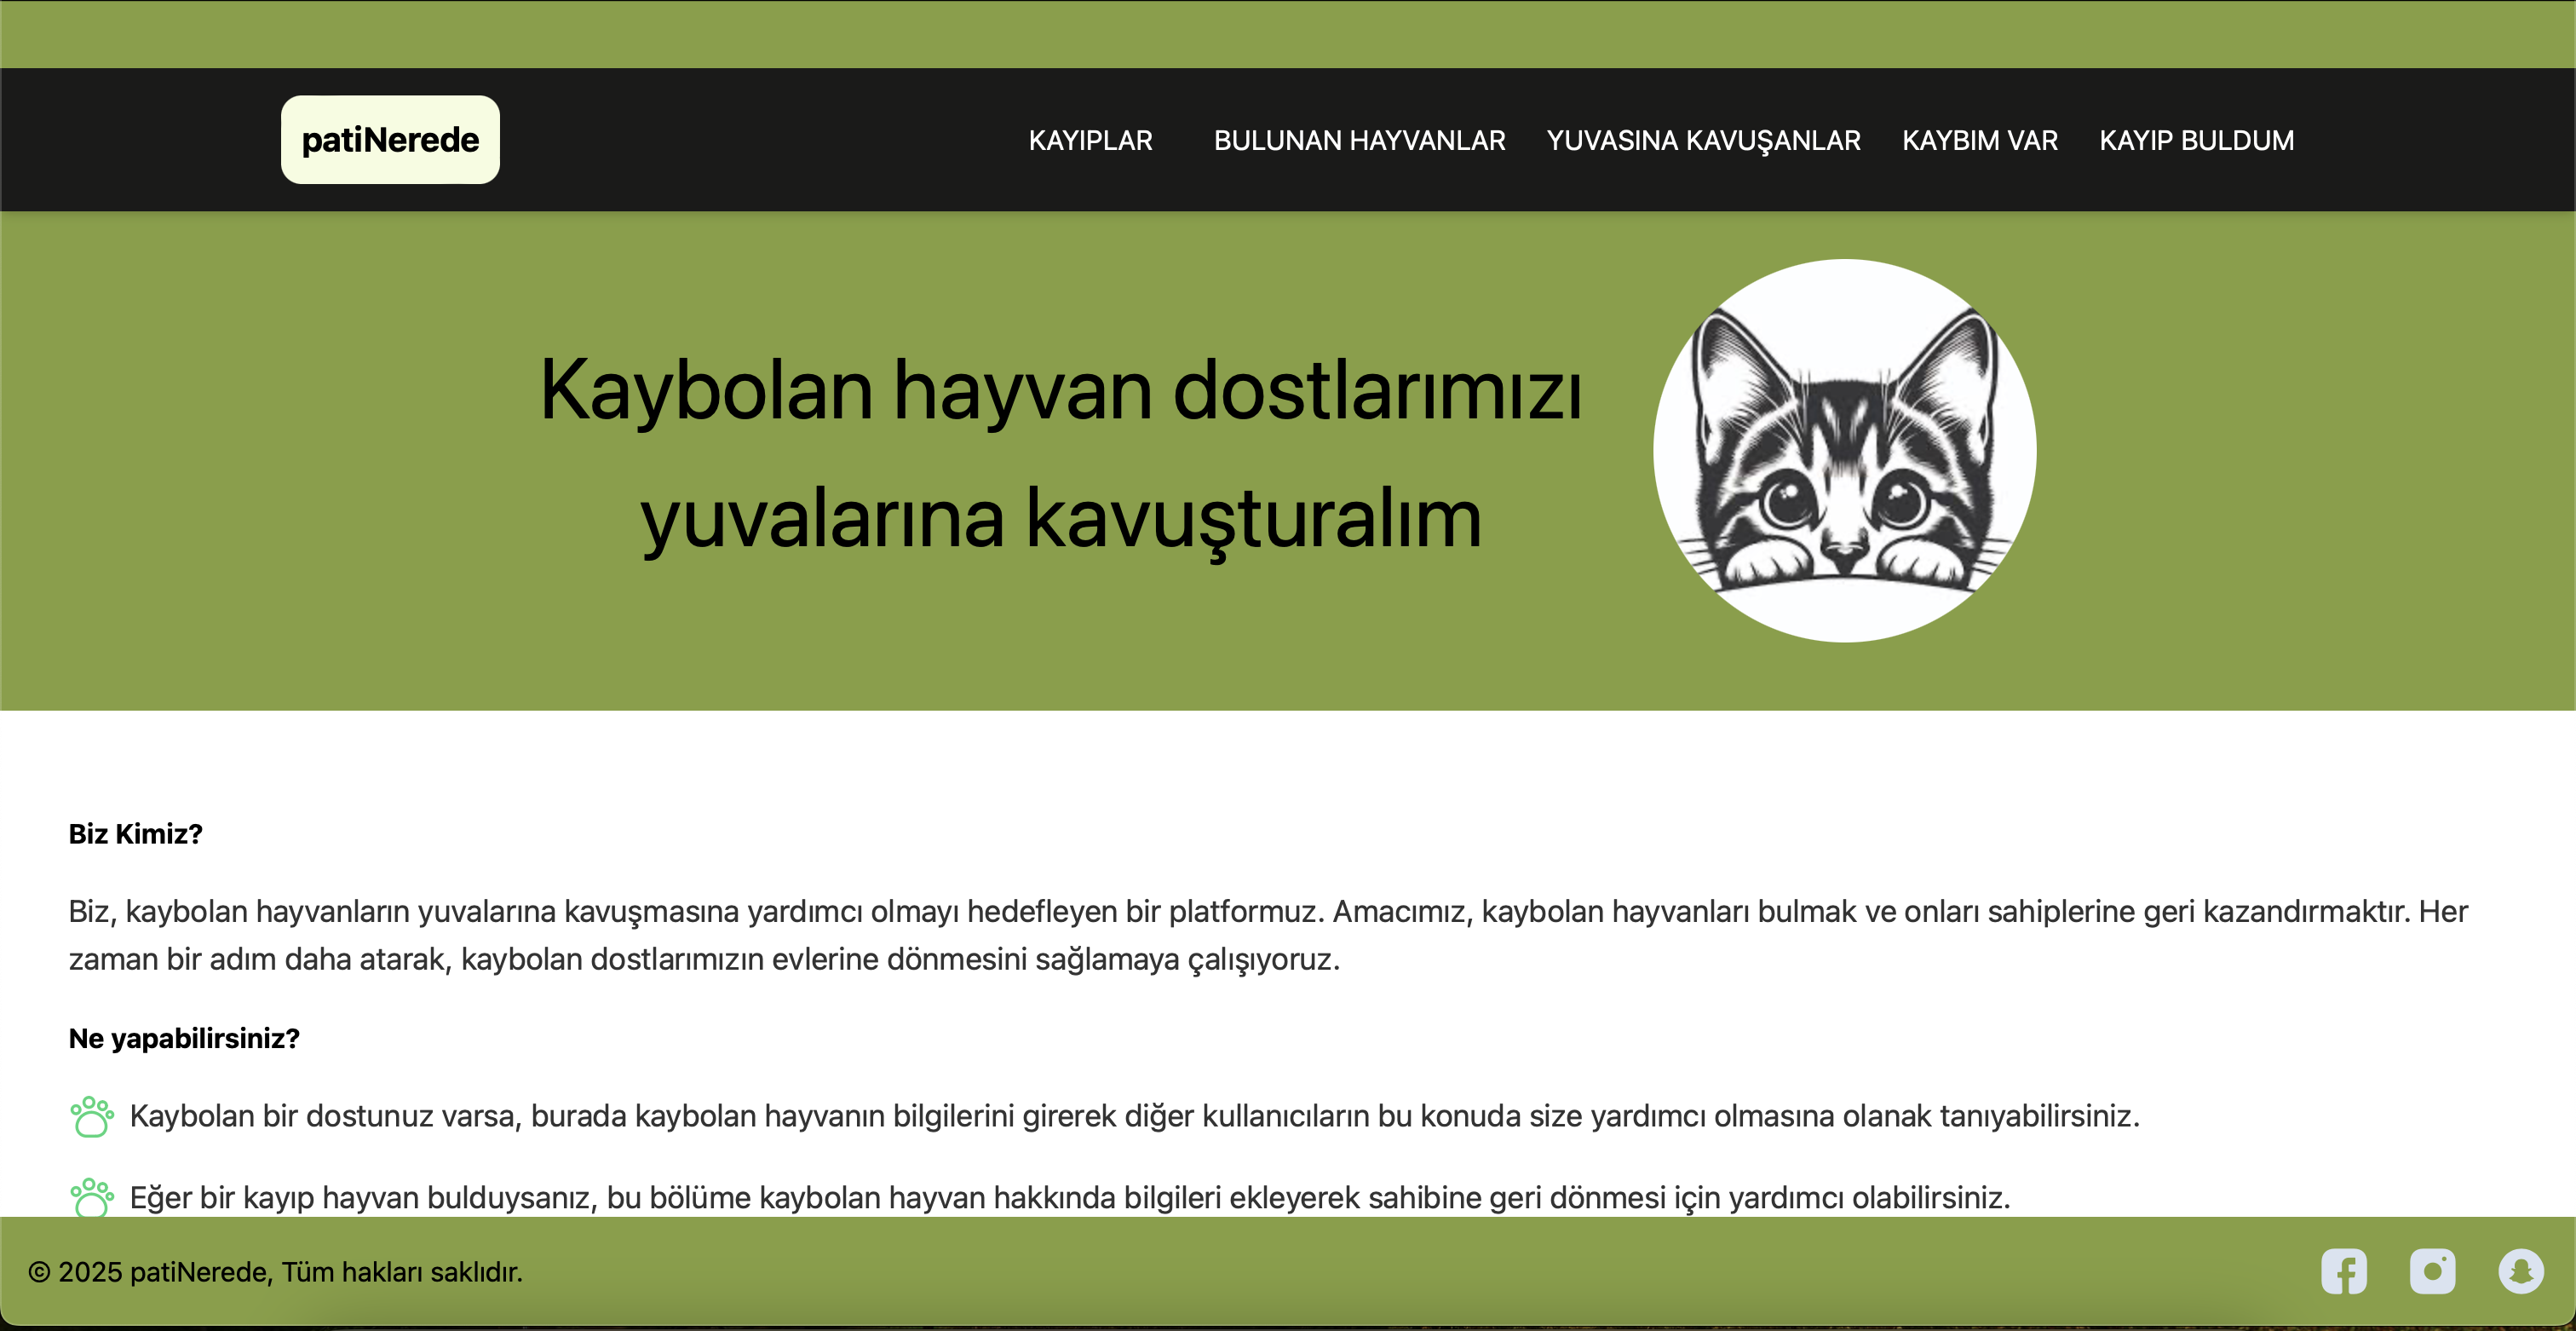 patiNerede
KAYIPLAR BULUNAN HAYVANLAR YUVASINA KAVUŞANLAR KAYBIM VAR KAYIP BULDUM
Kaybolan hayvan dostlarımızı
yuvalarına kavuşturalım
Biz Kimiz?
Biz, kaybolan hayvanların yuvalarına kavuşmasına yardımcı olmayı hedefleyen bir platformuz. Amacımız, kaybolan hayvanları bulmak ve onları sahiplerine geri kazandırmaktır. Her
zaman bir adım daha atarak, kaybolan dostlarımızın evlerine dönmesini sağlamaya çalışıyoruz.
Ne yapabilirsiniz?
Kaybolan bir dostunuz varsa, burada kaybolan hayvanın bilgilerini girerek diğer kullanıcıların bu konuda size yardımcı olmasına olanak tanıyabilirsiniz.
Eğer bir kayıp hayvan bulduysanız, bu bölüme kaybolan hayvan hakkında bilgileri ekleyerek sahibine geri dönmesi için yardımcı olabilirsiniz.
© 2025 patiNerede, Tüm hakları saklıdır.